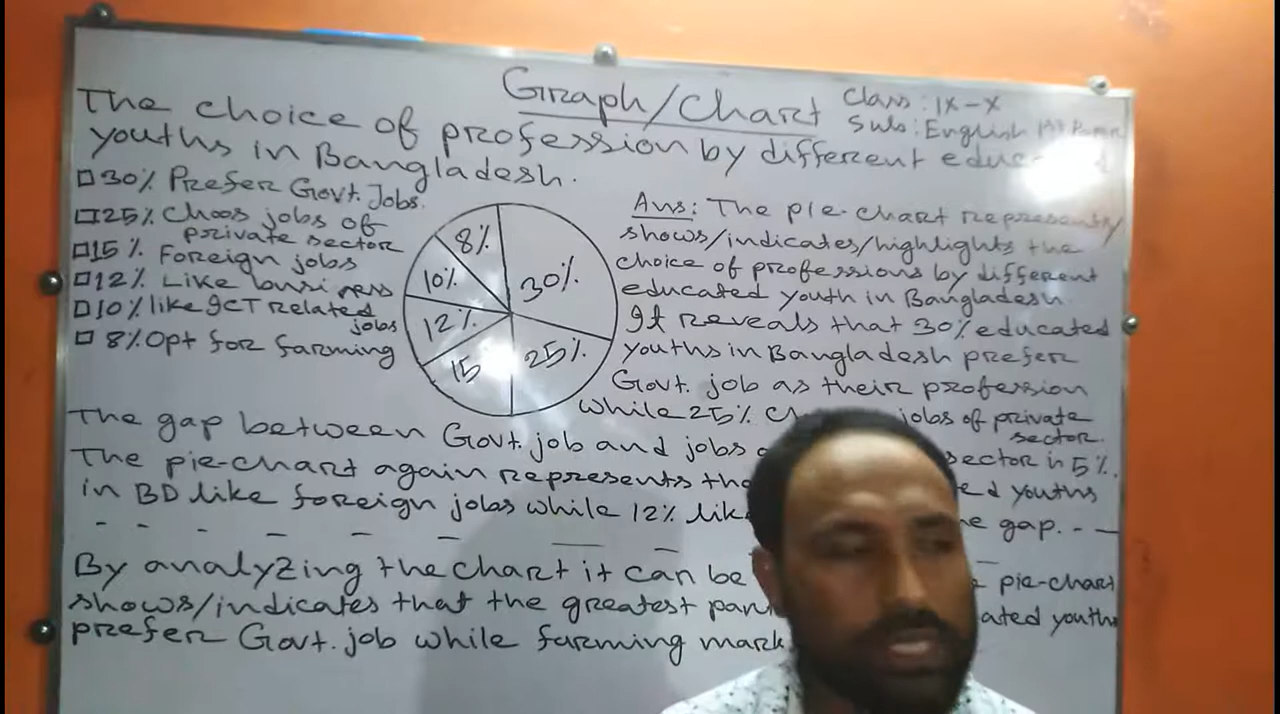 Graph/Chart
Class : IX-X
Sub : English 1st Paper
The choice of profession by different educ
youths in Bangladesh.
30% Prefer Govt. Jobs.
25% Choos jobs of
private sector
15% Foreign jobs
12% Like business
10% like ICT Related
jobs
8% Opt for farming
8%
10%
30%
12%
15
25%
Ans: The pie-chart represents/
shows/indicates/highlights the
choice of professions by different
educated youth in Bangladesh.
It reveals that 30% educated
youths in Bangladesh prefer
Govt. job as their profession
while 25% jobs of private
sector.
The gap between Govt. job and jobs sector is 5%.
The pie-chart again represents youths
in BD like foreign jobs while 12% gap. - —
By analyzing the chart it can be pie-chart
shows/indicates that the greatest youths
prefer Govt. job while farming